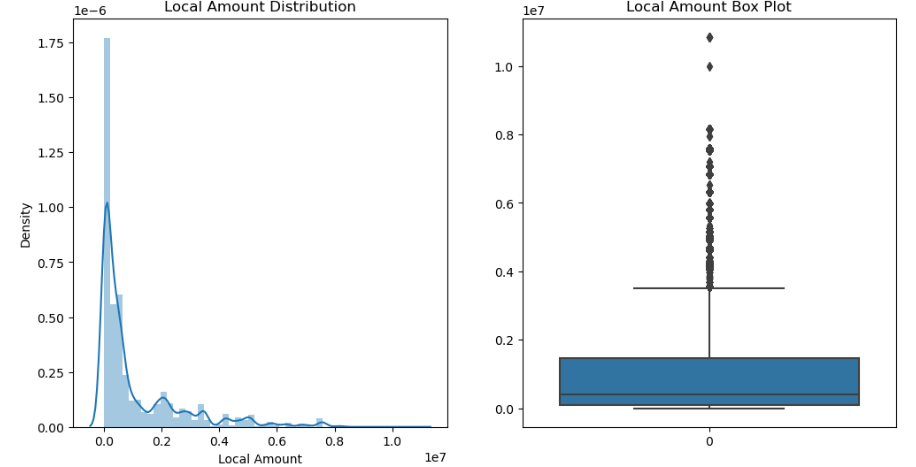 Local Amount Distribution
1e−6
1.75
1.50
1.25
1.00
0.75
0.50
0.25
0.00
Density
0.0 0.2 0.4 0.6 0.8 1.0
1e7
Local Amount
Local Amount Box Plot
1e7
1.0
0.8
0.6
0.4
0.2
0.0
0